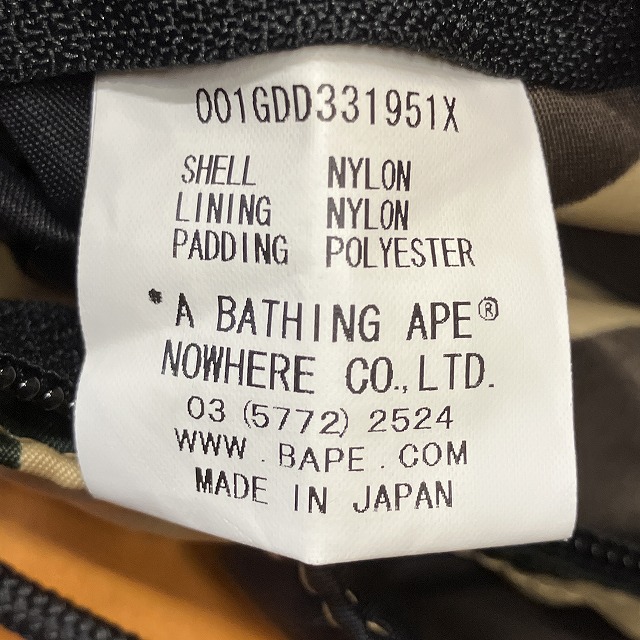 001GDD331951X
SHELL NYLON
LINING NYLON
PADDING POLYESTER
* A BATHING APE®
NOWHERE CO.,LTD.
03 (5772) 2524
WWW . BAPE . COM
MADE IN JAPAN